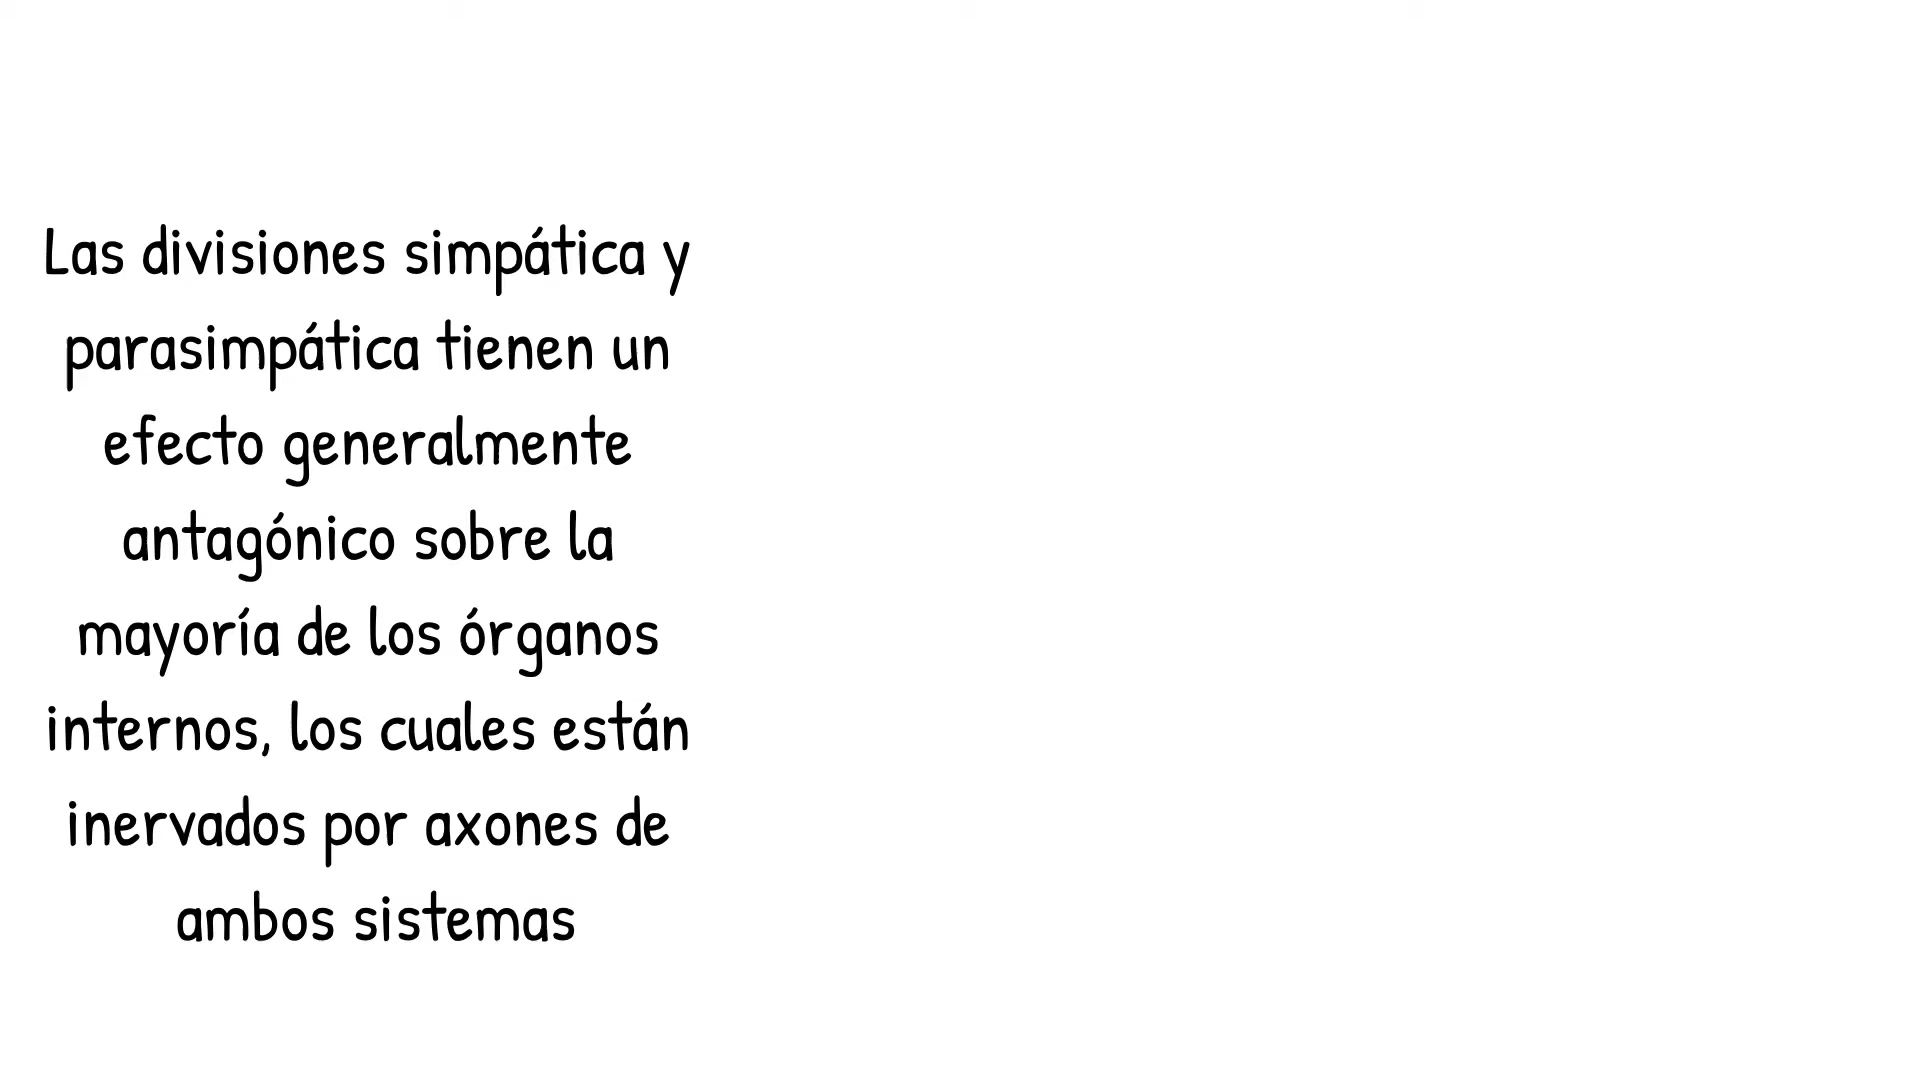 Las divisiones simpática y
parasimpática tienen un
efecto generalmente
antagónico sobre la
mayoría de los órganos
internos, los cuales están
inervados por axones de
ambos sistemas